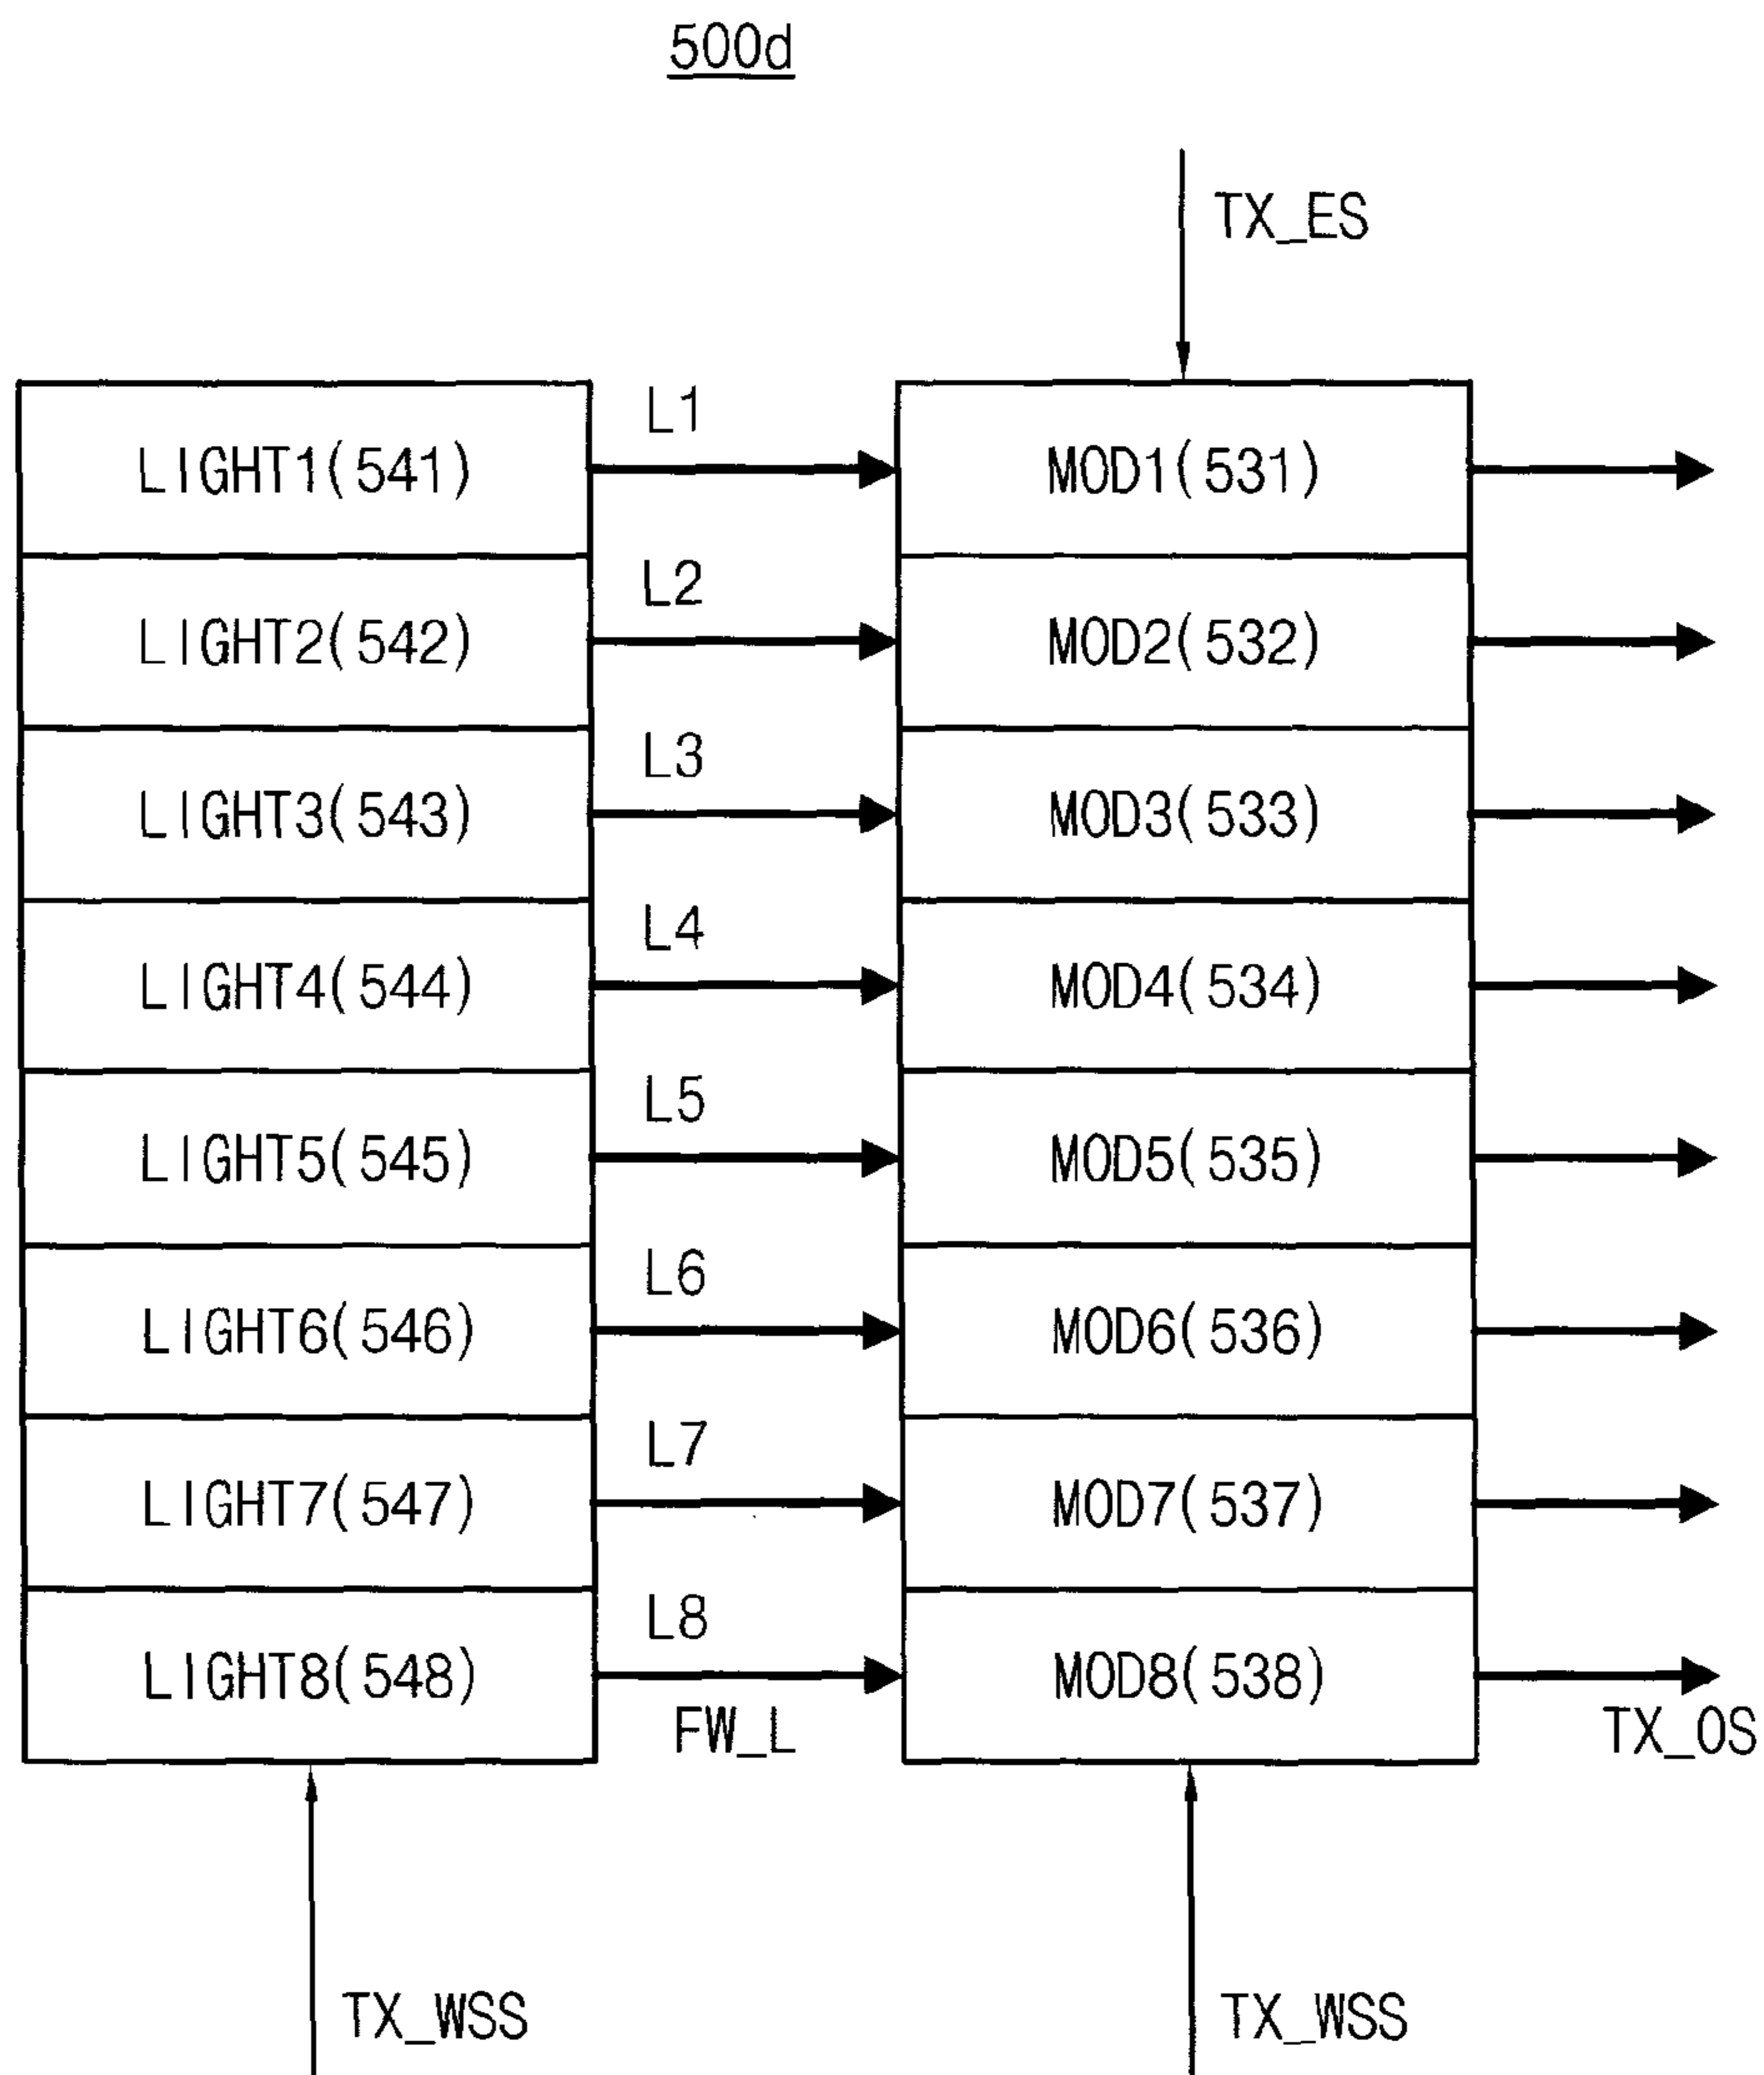 500d
TX_ES
LIGHT1(541) L1 MOD1(531)
LIGHT2(542) L2 MOD2(532)
LIGHT3(543) L3 MOD3(533)
LIGHT4(544) L4 MOD4(534)
LIGHT5(545) L5 MOD5(535)
LIGHT6(546) L6 MOD6(536)
LIGHT7(547) L7 MOD7(537)
LIGHT8(548) L8 MOD8(538)
FW_L TX_OS
TX_WSS TX_WSS